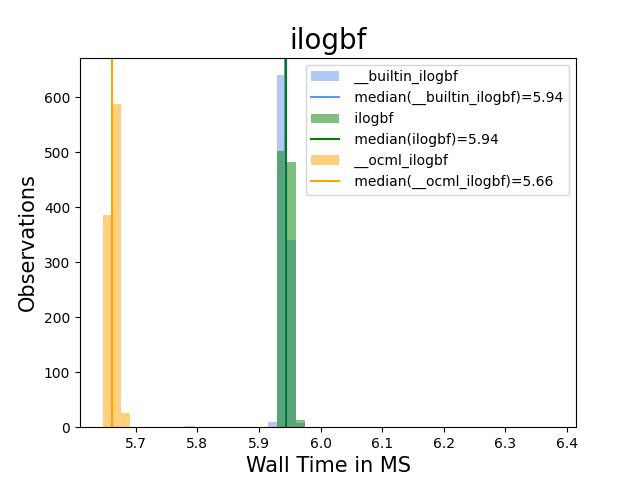 ilogbf
__builtin_ilogbf
median(__builtin_ilogbf)=5.94
ilogbf
median(ilogbf)=5.94
__ocml_ilogbf
median(__ocml_ilogbf)=5.66
Observations
600
500
400
300
200
100
0
5.7 5.8 5.9 6.0 6.1 6.2 6.3 6.4
Wall Time in MS